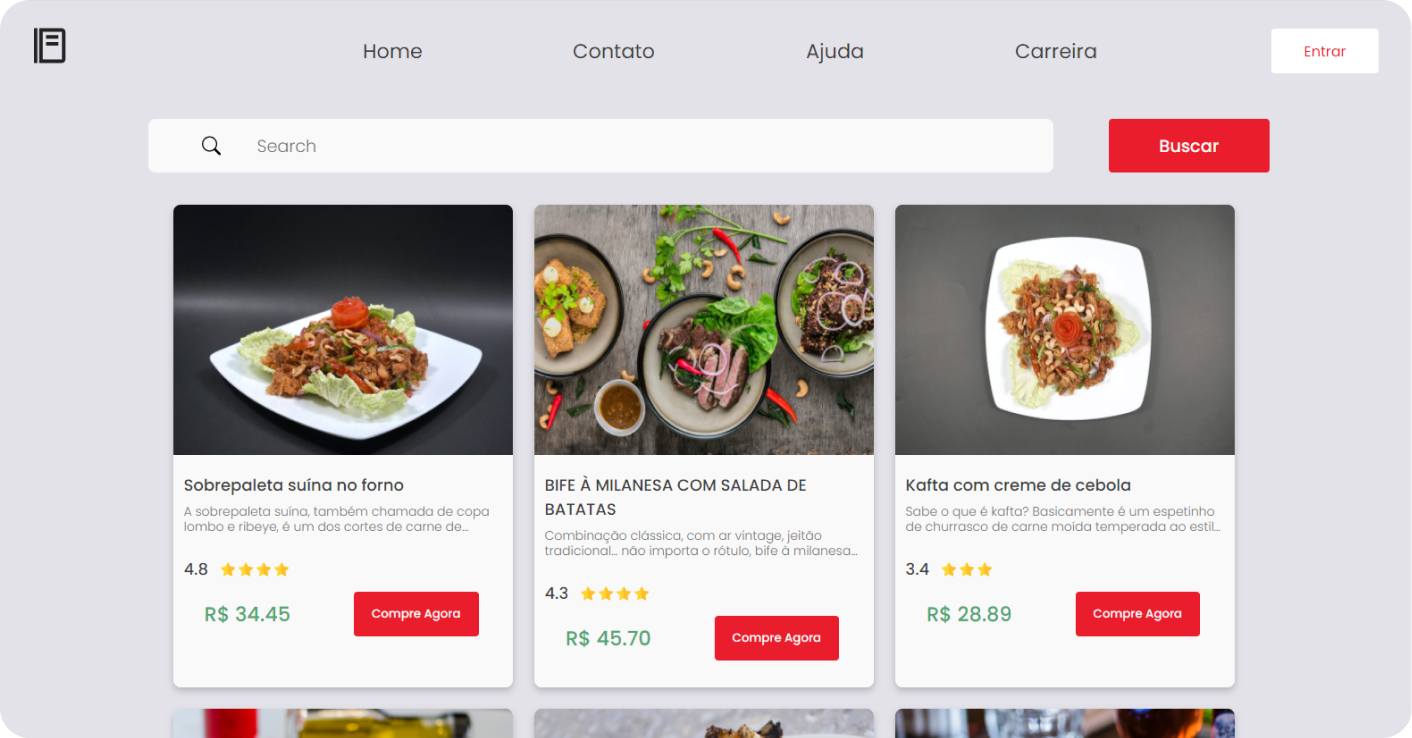 Home
Contato
Ajuda
Carreira
Entrar
Search
Buscar
Sobrepaleta suína no forno
A sobrepaleta suína, também chamada de copa
lombo e ribeye, é um dos cortes de carne de...
4.8
R$ 34.45
Compre Agora
BIFE À MILANESA COM SALADA DE
BATATAS
Combinação clássica, com ar vintage, jeitão
tradicional... não importa o rótulo, bife à milanesa...
4.3
R$ 45.70
Compre Agora
Kafta com creme de cebola
Sabe o que é kafta? Basicamente é um espetinho
de churrasco de carne moída temperada ao estil...
3.4
R$ 28.89
Compre Agora